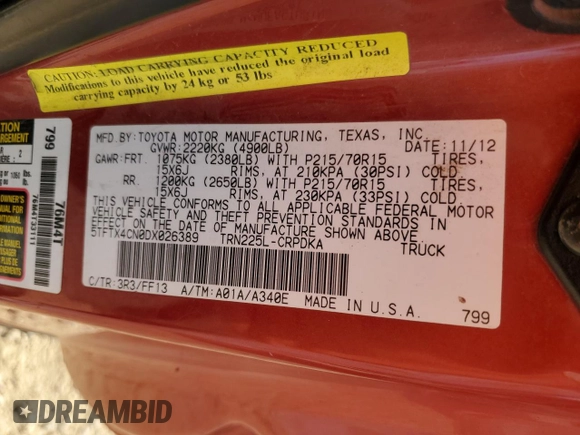 CAUTION: LOAD CARRYING CAPACITY REDUCED
Modifications to this vehicle have reduced the original load
carrying capacity by 24 kg or 53 lbs
MFD BY: TOYOTA MOTOR MANUFACTURING, TEXAS, INC.
GVWR: 2220KG (4900LB) DATE: 11/12
GAWR: FRT. 1075KG (2380LB) WITH P215/70R15 TIRES,
15X6J RIMS, AT 210KPA (30PSI) COLD
RR. 1200KG (2650LB) WITH P215/70R15 TIRES,
15X6J RIMS, AT 230KPA (33PSI) COLD
THIS VEHICLE CONFORMS TO ALL APPLICABLE FEDERAL MOTOR
VEHICLE SAFETY AND THEFT PREVENTION STANDARDS IN
EFFECT ON THE DATE OF MANUFACTURE SHOWN ABOVE.
5TFTX4CN0DX026389 TRN225L-CRPDKA TRUCK
C/TR: 3R3/FF13 A/TM: A01A/A340E MADE IN U.S.A.
799
799
76M4T
DREAMBID